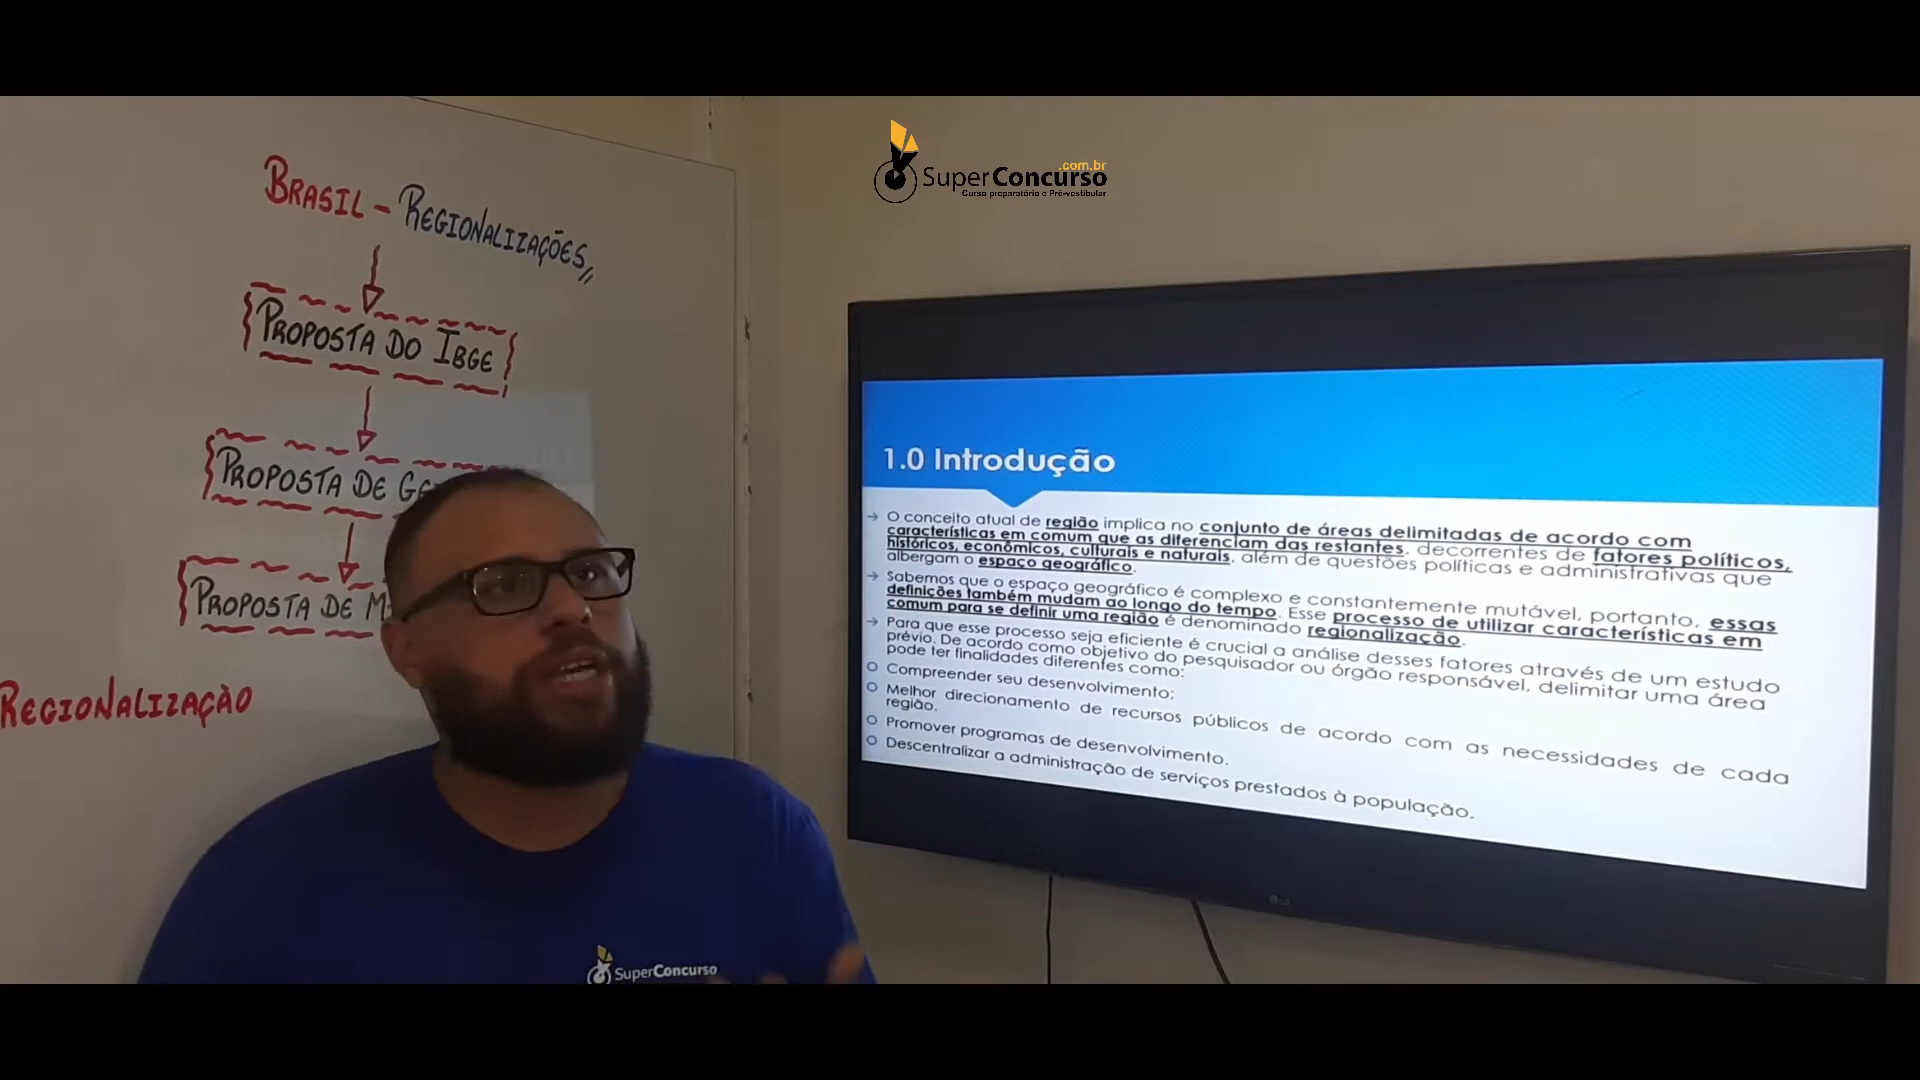 BRASIL - REGIONALIZAÇÕES
PROPOSTA DO IBGE
PROPOSTA DE
PROPOSTA DE
REGIONALIZAÇÃO
.com.br
SuperConcurso
Curso preparatório e Pré-vestibular
1.0 Introdução
O conceito atual de região implica no conjunto de áreas delimitadas de acordo com
características em comum que as diferenciam das restantes, decorrentes de fatores políticos,
históricos, econômicos, culturais e naturais, além de questões políticas e administrativas que
albergam o espaço geográfico.
Sabemos que o espaço geográfico é complexo e constantemente mutável, portanto, essas
definições também mudam ao longo do tempo. Esse processo de utilizar características em
comum para se definir uma região é denominado regionalização.
Para que esse processo seja eficiente é crucial a análise desses fatores através de um estudo
prévio. De acordo como objetivo do pesquisador ou órgão responsável, delimitar uma área
pode ter finalidades diferentes como:
Compreender seu desenvolvimento;
Melhor direcionamento de recursos públicos de acordo com as necessidades de cada
região.
Promover programas de desenvolvimento.
Descentralizar a administração de serviços prestados à população.
LG
SuperConcurso